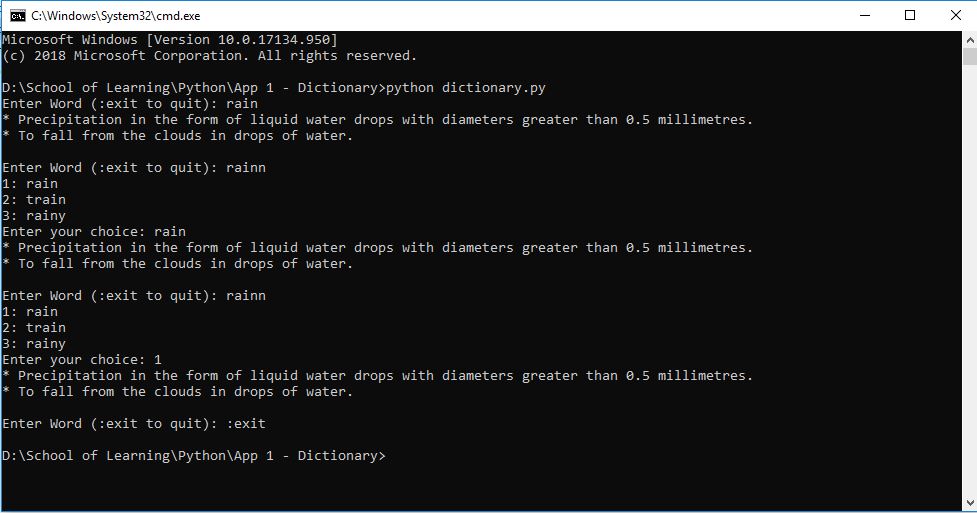 C:\Windows\System32\cmd.exe
Microsoft Windows [Version 10.0.17134.950]
(c) 2018 Microsoft Corporation. All rights reserved.
D:\School of Learning\Python\App 1 - Dictionary>python dictionary.py
Enter Word (:exit to quit): rain
* Precipitation in the form of liquid water drops with diameters greater than 0.5 millimetres.
* To fall from the clouds in drops of water.
Enter Word (:exit to quit): rainn
1: rain
2: train
3: rainy
Enter your choice: rain
* Precipitation in the form of liquid water drops with diameters greater than 0.5 millimetres.
* To fall from the clouds in drops of water.
Enter Word (:exit to quit): rainn
1: rain
2: train
3: rainy
Enter your choice: 1
* Precipitation in the form of liquid water drops with diameters greater than 0.5 millimetres.
* To fall from the clouds in drops of water.
Enter Word (:exit to quit): :exit
D:\School of Learning\Python\App 1 - Dictionary>